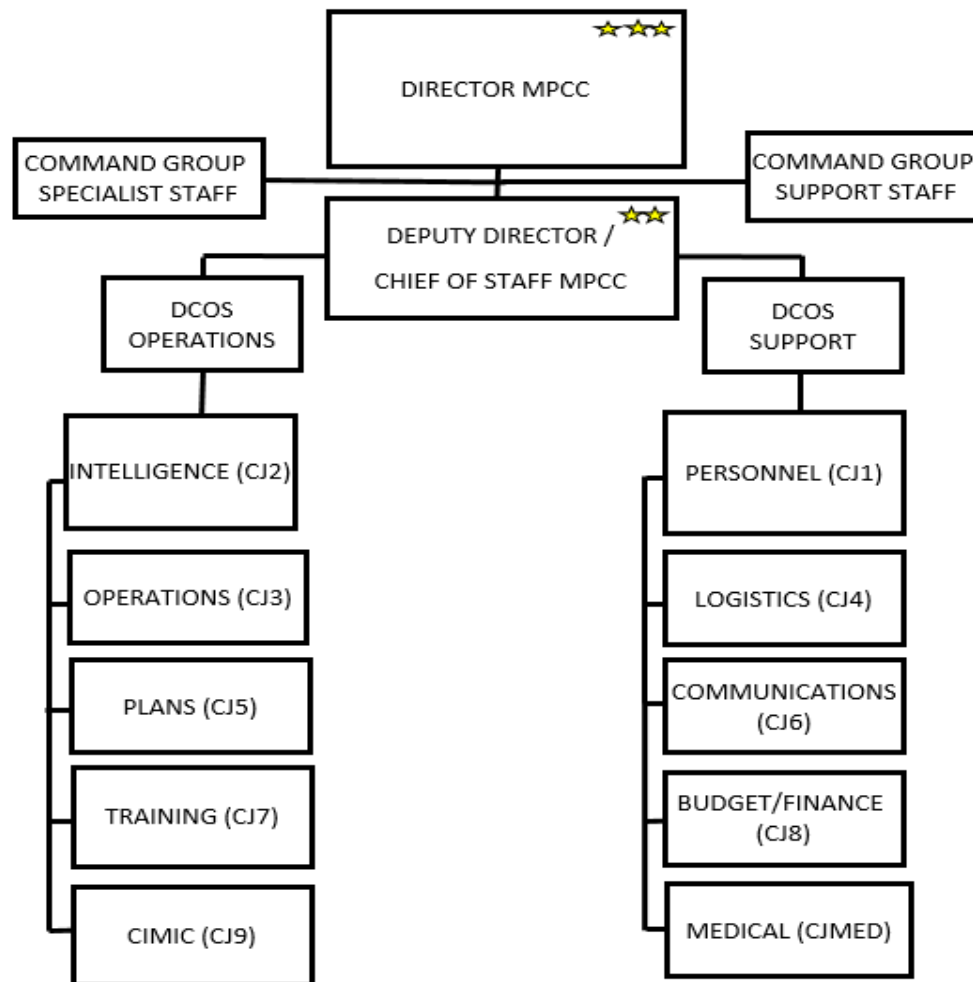 DIRECTOR MPCC
COMMAND GROUP
SPECIALIST STAFF
COMMAND GROUP
SUPPORT STAFF
DEPUTY DIRECTOR /
CHIEF OF STAFF MPCC
DCOS
OPERATIONS
DCOS
SUPPORT
INTELLIGENCE (CJ2)
OPERATIONS (CJ3)
PLANS (CJ5)
TRAINING (CJ7)
CIMIC (CJ9)
PERSONNEL (CJ1)
LOGISTICS (CJ4)
COMMUNICATIONS
(CJ6)
BUDGET/FINANCE
(CJ8)
MEDICAL (CJMED)